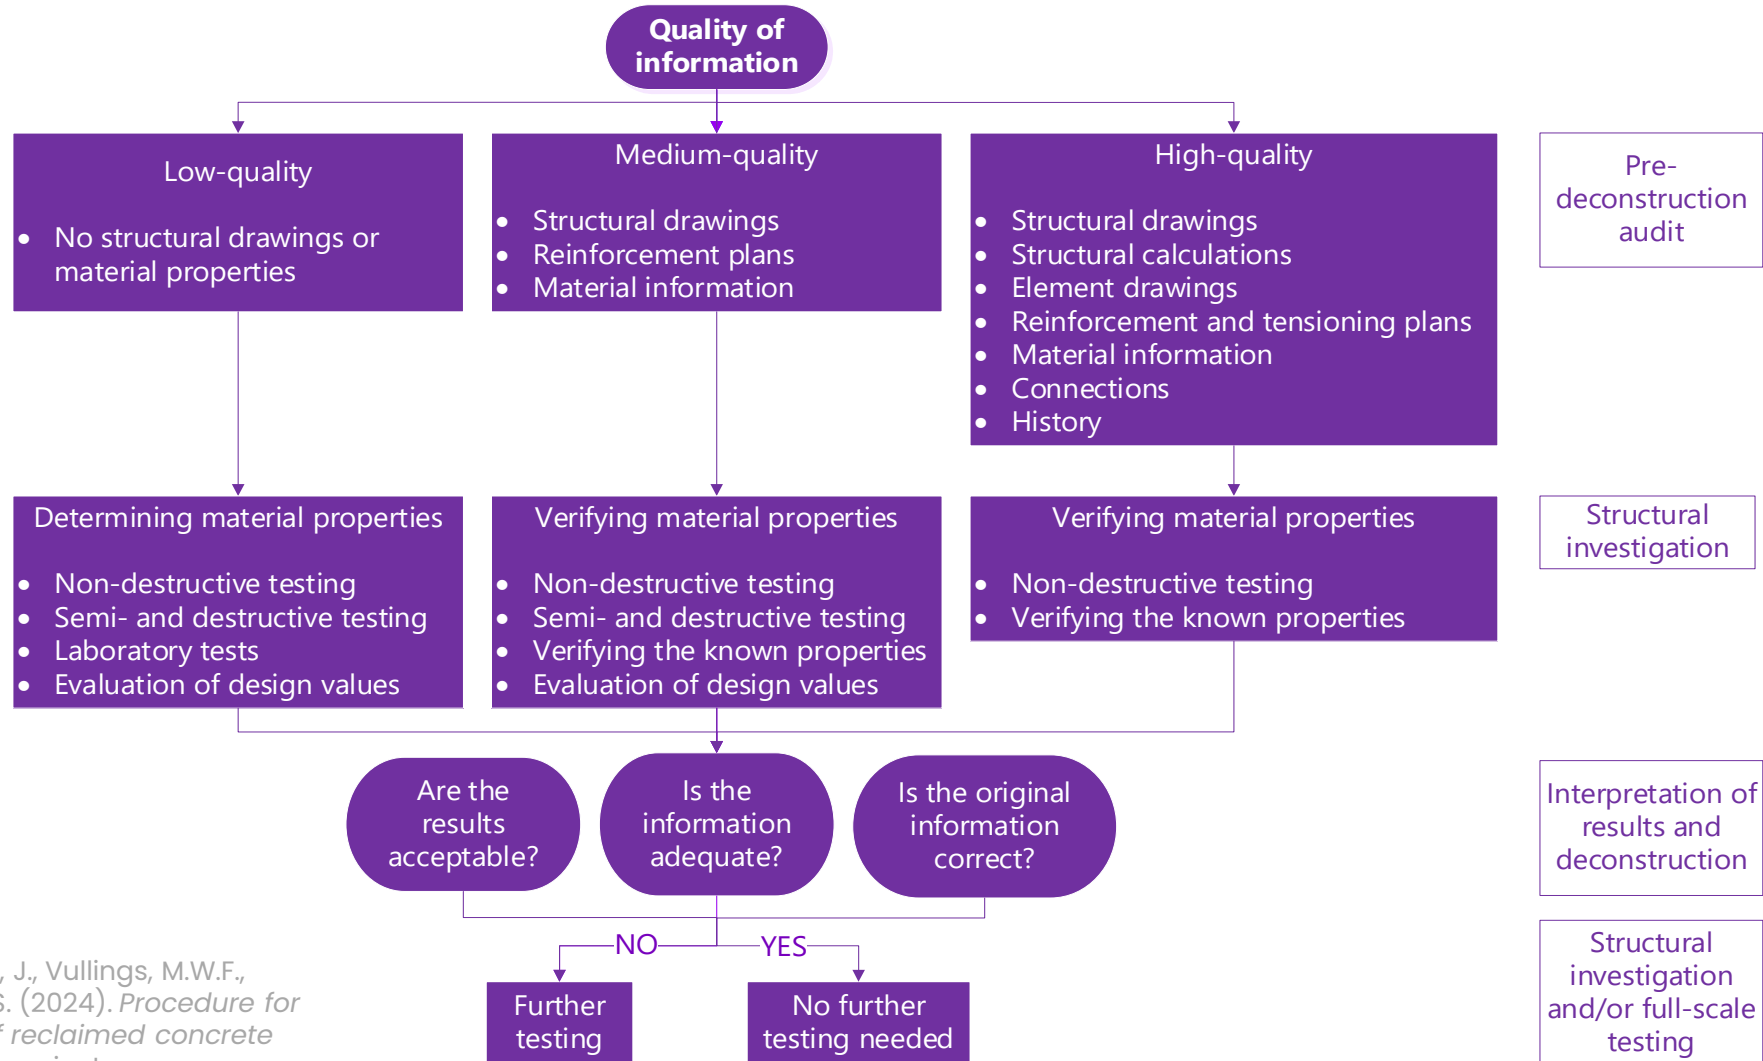 Quality of
information
Low-quality
• No structural drawings or
material properties
Medium-quality
• Structural drawings
• Reinforcement plans
• Material information
High-quality
• Structural drawings
• Structural calculations
• Element drawings
• Reinforcement and tensioning plans
• Material information
• Connections
• History
Pre-
deconstruction
audit
Determining material properties
• Non-destructive testing
• Semi- and destructive testing
• Laboratory tests
• Evaluation of design values
Verifying material properties
• Non-destructive testing
• Semi- and destructive testing
• Verifying the known properties
• Evaluation of design values
Verifying material properties
• Non-destructive testing
• Verifying the known properties
Structural
investigation
Are the
results
acceptable?
Is the
information
adequate?
Is the original
information
correct?
Interpretation of
results and
deconstruction
NO
YES
Further
testing
No further
testing needed
Structural
investigation
and/or full-scale
testing
, J., Vullings, M.W.F.,
S. (2024). Procedure for
f reclaimed concrete